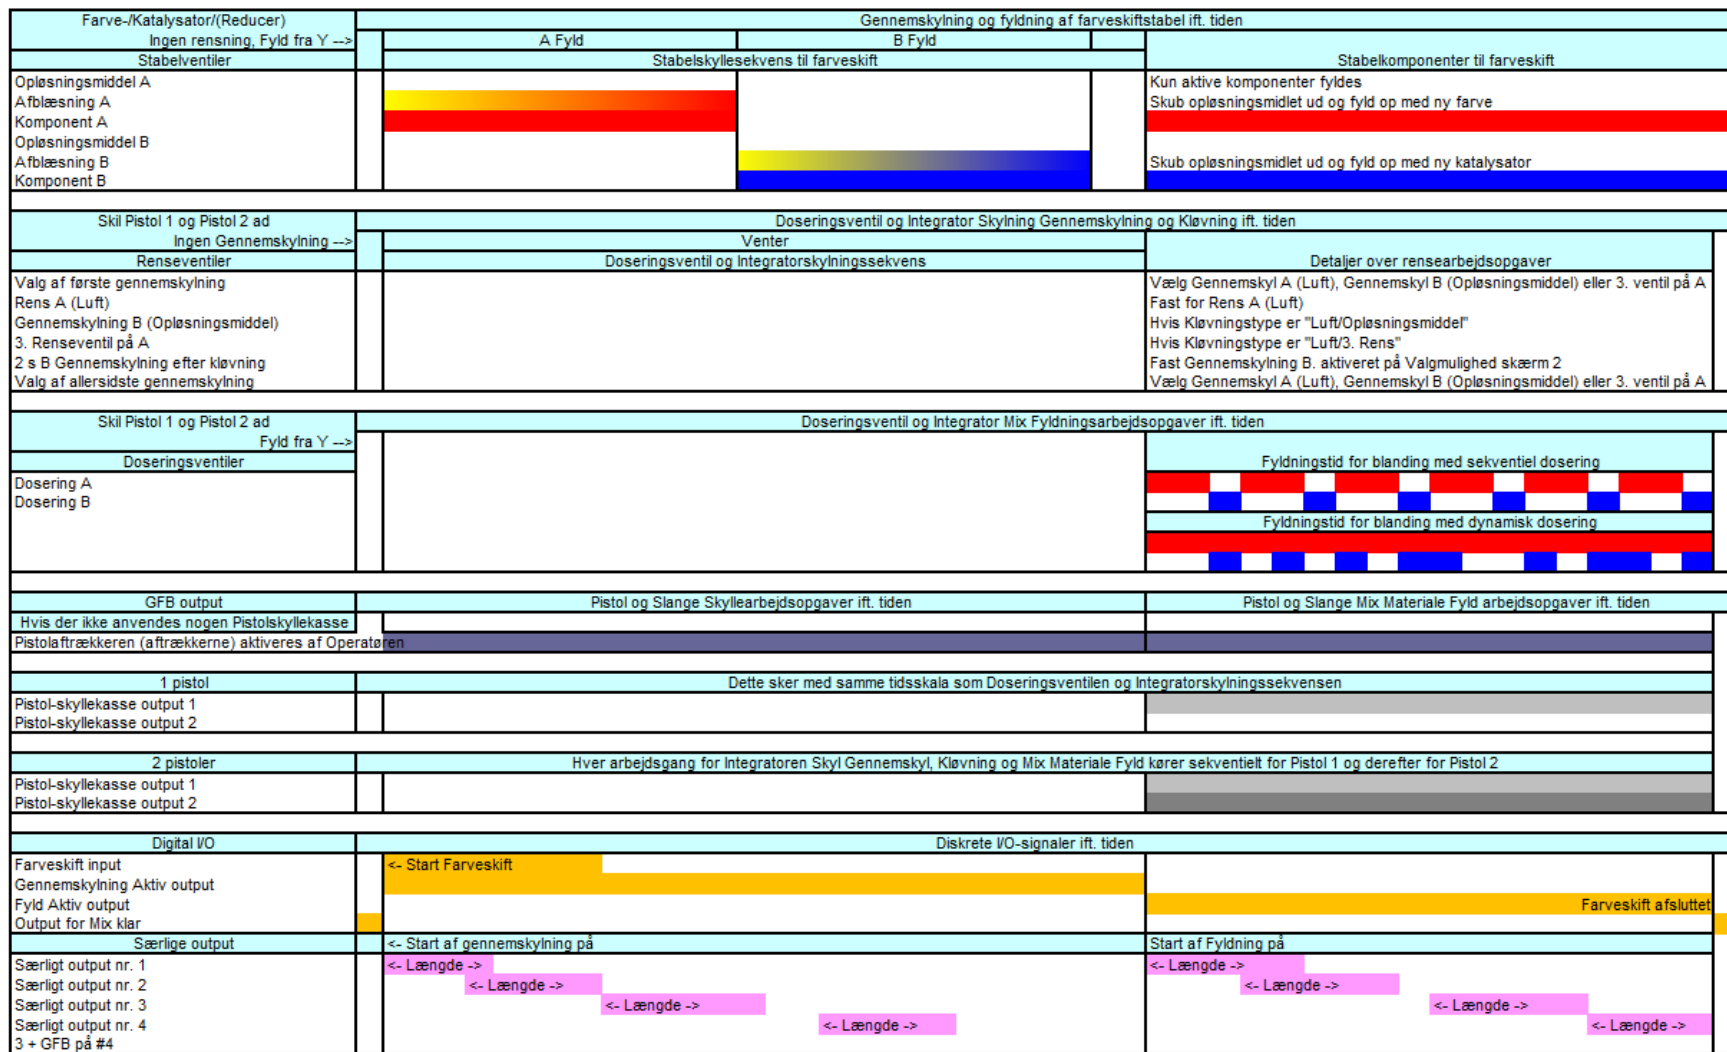 Farve-/Katalysator/(Reducer)
Gennemskylning og fyldning af farveskiftstabel ift. tiden
Ingen rensning, Fyld fra Y -->
A Fyld
B Fyld
Stabelventiler
Stabelskyllesekvens til farveskift
Stabelkomponenter til farveskift
Opløsningsmiddel A
Kun aktive komponenter fyldes
Afblæsning A
Skub opløsningsmidlet ud og fyld op med ny farve
Komponent A
Opløsningsmiddel B
Afblæsning B
Skub opløsningsmidlet ud og fyld op med ny katalysator
Komponent B
Skil Pistol 1 og Pistol 2 ad
Doseringsventil og Integrator Skylning Gennemskylning og Kløvning ift. tiden
Ingen Gennemskylning -->
Venter
Renseventiler
Doseringsventil og Integratorskylningssekvens
Detaljer over rensearbejdsopgaver
Valg af første gennemskylning
Vælg Gennemskyl A (Luft), Gennemskyl B (Opløsningsmiddel) eller 3. ventil på A
Rens A (Luft)
Fast for Rens A (Luft)
Gennemskylning B (Opløsningsmiddel)
Hvis Kløvningstype er "Luft/Opløsningsmiddel"
3. Renseventil på A
Hvis Kløvningstype er "Luft/3. Rens"
2 s B Gennemskylning efter kløvning
Fast Gennemskylning B. aktiveret på Valgmulighed skærm 2
Valg af allersidste gennemskylning
Vælg Gennemskyl A (Luft), Gennemskyl B (Opløsningsmiddel) eller 3. ventil på A
Skil Pistol 1 og Pistol 2 ad
Doseringsventil og Integrator Mix Fyldningsarbejdsopgaver ift. tiden
Fyld fra Y -->
Doseringsventiler
Fyldningstid for blanding med sekventiel dosering
Dosering A
Dosering B
Fyldningstid for blanding med dynamisk dosering
GFB output
Pistol og Slange Skyllearbejdsopgaver ift. tiden
Pistol og Slange Mix Materiale Fyld arbejdsopgaver ift. tiden
Hvis der ikke anvendes nogen Pistolskyllekasse
Pistolaftrækkeren (aftrækkerne) aktiveres af Operatøren
1 pistol
Dette sker med samme tidsskala som Doseringsventilen og Integratorskylningssekvensen
Pistol-skyllekasse output 1
Pistol-skyllekasse output 2
2 pistoler
Hver arbejdsgang for Integratoren Skyl Gennemskyl, Kløvning og Mix Materiale Fyld kører sekventielt for Pistol 1 og derefter for Pistol 2
Pistol-skyllekasse output 1
Pistol-skyllekasse output 2
Digital I/O
Diskrete I/O-signaler ift. tiden
Farveskift input
<- Start Farveskift
Gennemskylning Aktiv output
Fyld Aktiv output
Farveskift afsluttet
Output for Mix klar
Særlige output
<- Start af gennemskylning på
Start af Fyldning på
Særligt output nr. 1
<- Længde ->
<- Længde ->
Særligt output nr. 2
<- Længde ->
<- Længde ->
Særligt output nr. 3
<- Længde ->
<- Længde ->
Særligt output nr. 4
<- Længde ->
<- Længde ->
3 + GFB på #4